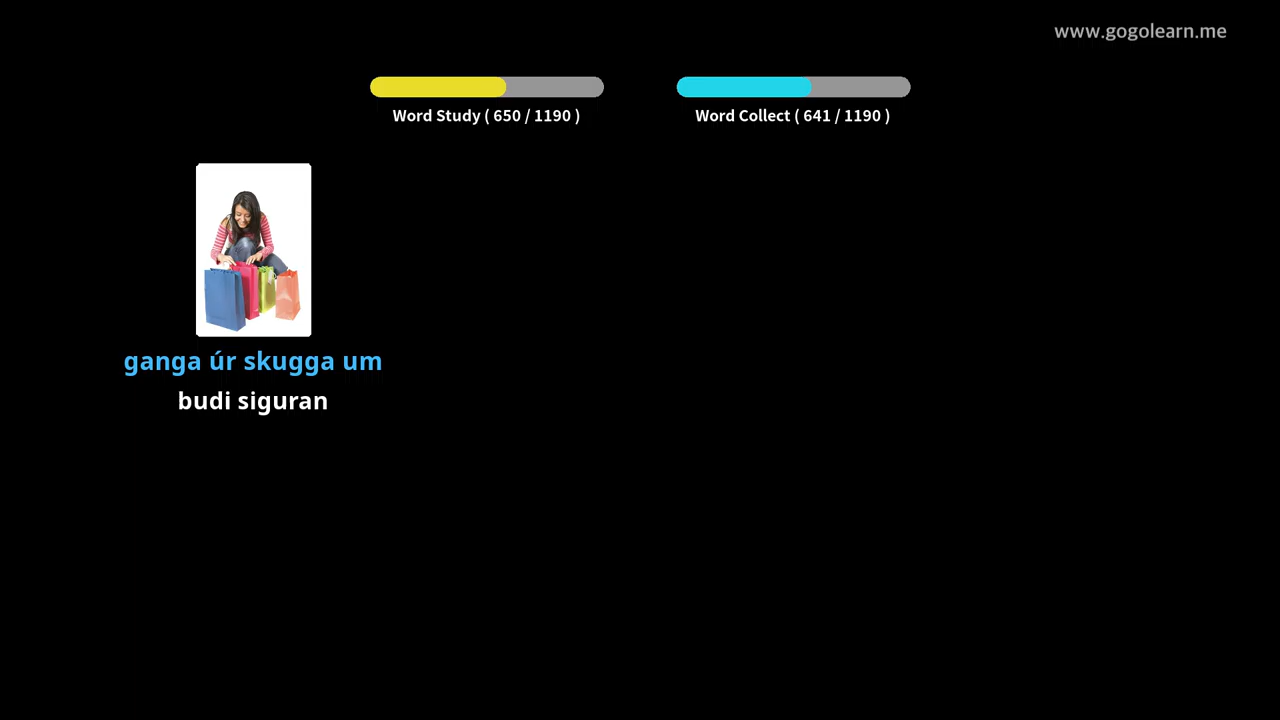 www.gogolearn.me
Word Study ( 650 / 1190 )
Word Collect ( 641 / 1190 )
ganga úr skugga um
budi siguran